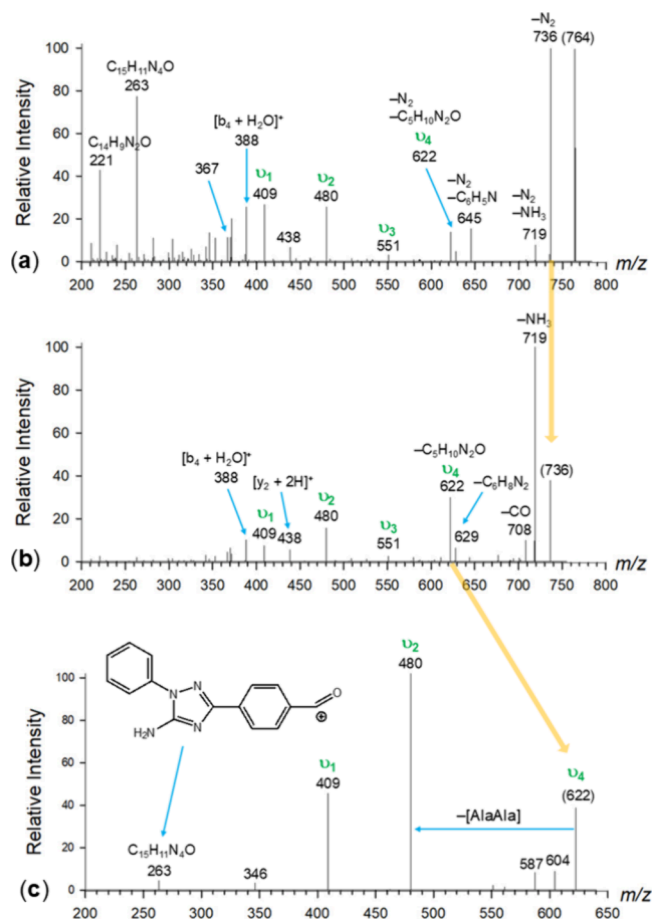 –N₂
736 (764)
C₁₅H₁₁N₄O
263
C₁₄H₉N₂O
221
[b₄ + H₂O]⁺
388
367
υ₁
409
438
υ₂
480
υ₃
551
–N₂
–C₅H₁₀N₂O
υ₄
622
–N₂
–C₆H₅N
645
–N₂
–NH₃
719
Relative Intensity
100
80
60
40
20
0
200 250 300 350 400 450 500 550 600 650 700 750 800
m/z
(a)
–NH₃
719
(736)
–C₅H₁₀N₂O
υ₄
622
–C₆H₈N₂
629
–CO
708
[b₄ + H₂O]⁺
388
[y₂ + 2H]⁺
438
υ₁
409
υ₂
480
υ₃
551
Relative Intensity
100
80
60
40
20
0
200 250 300 350 400 450 500 550 600 650 700 750 800
m/z
(b)
υ₂
480
N
N
N
H₂N
O
⊕
υ₁
409
υ₄
(622)
–[AlaAla]
C₁₅H₁₁N₄O
263
346
587 604
Relative Intensity
100
80
60
40
20
0
200 250 300 350 400 450 500 550 600 650
m/z
(c)